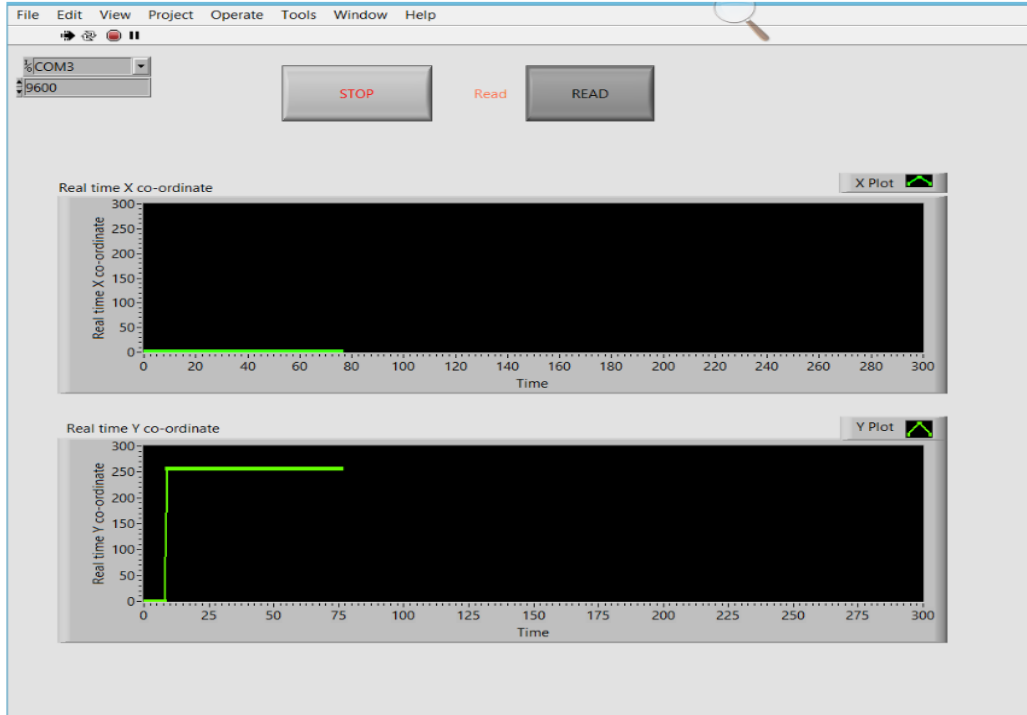 File Edit View Project Operate Tools Window Help
COM3
9600
STOP
Read
READ
Real time X co-ordinate
X Plot
Real time X co-ordinate
300
250
200
150
100
50
0
0 20 40 60 80 100 120 140 160 180 200 220 240 260 280 300
Time
Real time Y co-ordinate
Y Plot
Real time Y co-ordinate
300
250
200
150
100
50
0
0 25 50 75 100 125 150 175 200 225 250 275 300
Time